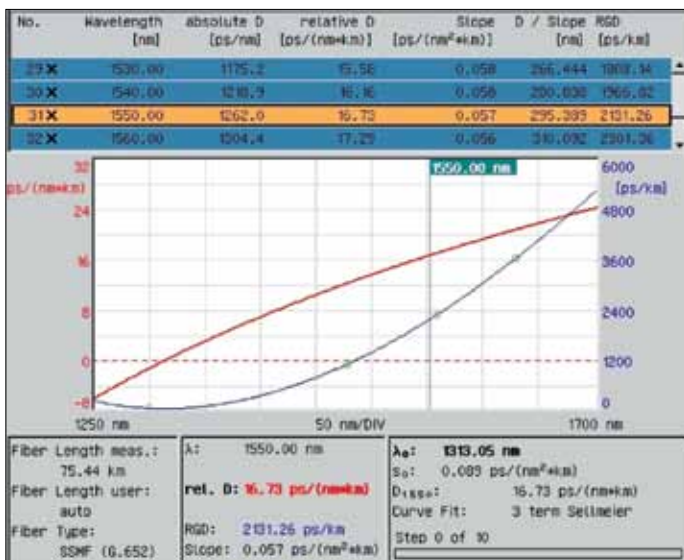 No. Wavelength absolute D relative D Slope D / Slope RGD
[nm] [ps/nm] [ps/(nm*km)] [ps/(nm²*km)] [nm] [ps/km]
29 X 1530.00 1175.2 15.58 0.058 266.444
30 X 1540.00 1218.9 16.16 0.058
31 X 1550.00 1262.0 16.73 0.057 295.389 2131.26
32 X 1560.00 1304.4 17.29 0.056 310.092
32 1550.00 nm 6000
ps/(nm*km) [ps/km]
24 4800
16 3600
8 2400
0 1200
-8 0
1250 nm 50 nm/DIV 1700 nm
Fiber Length meas.: λ: 1550.00 nm λ₀: 1313.05 nm
75.44 km S₀: 0.089 ps/(nm²*km)
Fiber Length user: rel. D: 16.73 ps/(nm*km) D₁₅₅₀: 16.73 ps/(nm*km)
auto Curve Fit: 3 term Sellmeier
Fiber Type: RGD: 2131.26 ps/km Step 0 of 10
SSMF (G.652) Slope: 0.057 ps/(nm²*km)